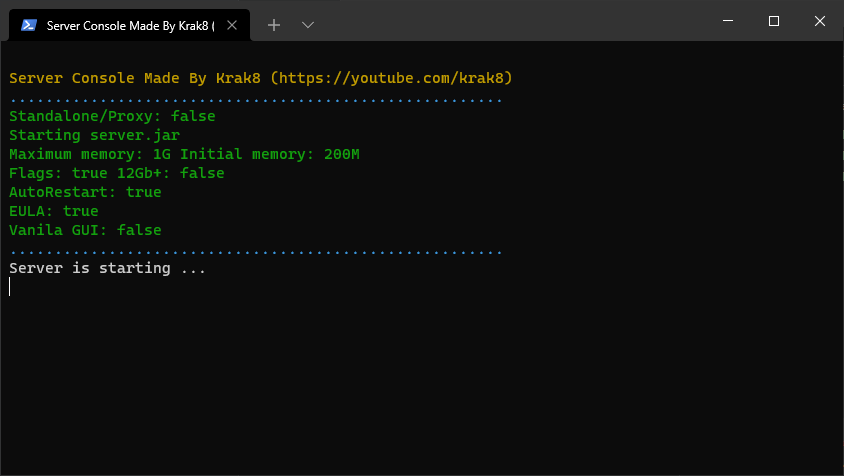 Server Console Made By Krak8 (
Server Console Made By Krak8 (https://youtube.com/krak8)
.......................................................
Standalone/Proxy: false
Starting server.jar
Maximum memory: 1G Initial memory: 200M
Flags: true 12Gb+: false
AutoRestart: true
EULA: true
Vanila GUI: false
.......................................................
Server is starting ...